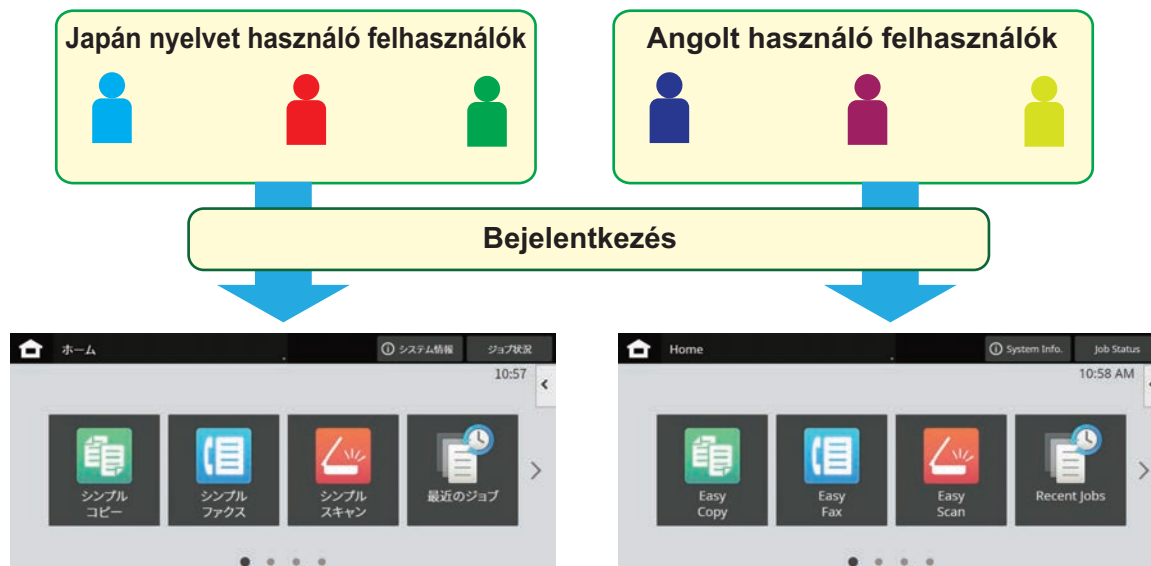 Japán nyelvet használó felhasználók
Angolt használó felhasználók
Bejelentkezés
ホーム
システム情報
ジョブ状況
10:57
シンプル
コピー
シンプル
ファクス
シンプル
スキャン
最近のジョブ
Home
System Info.
Job Status
10:58 AM
Easy
Copy
Easy
Fax
Easy
Scan
Recent Jobs